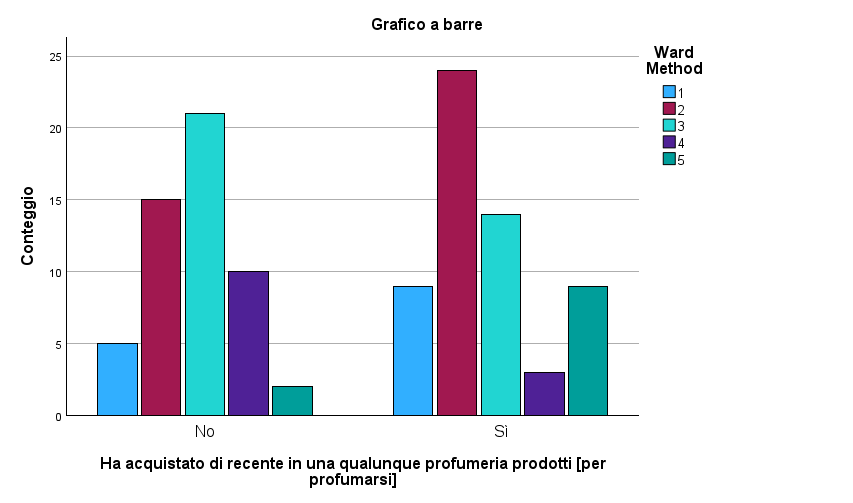 Grafico a barre
Ward
Method
1
2
3
4
5
25
20
15
10
5
0
Conteggio
No
Sì
Ha acquistato di recente in una qualunque profumeria prodotti [per
profumarsi]